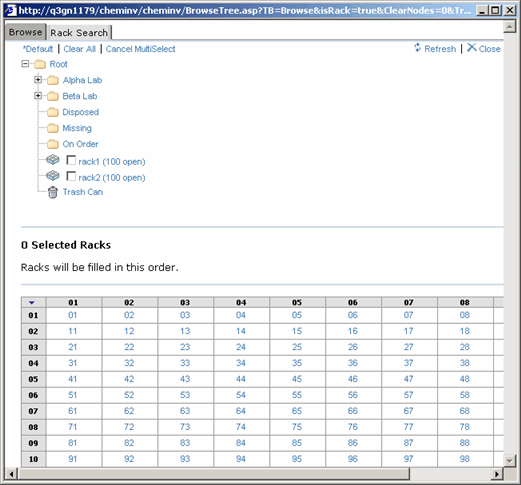 http://q3gn1179/cheminv/cheminv/BrowseTree.asp?TB=Browse&isRack=true&ClearNodes=0&Tr...
Browse Rack Search
*Default | Clear All | Cancel MultiSelect Refresh | Close
Root
Alpha Lab
Beta Lab
Disposed
Missing
On Order
rack1 (100 open)
rack2 (100 open)
Trash Can
0 Selected Racks
Racks will be filled in this order.
01 02 03 04 05 06 07 08
01 01 02 03 04 05 06 07 08
02 11 12 13 14 15 16 17 18
03 21 22 23 24 25 26 27 28
04 31 32 33 34 35 36 37 38
05 41 42 43 44 45 46 47 48
06 51 52 53 54 55 56 57 58
07 61 62 63 64 65 66 67 68
08 71 72 73 74 75 76 77 78
09 81 82 83 84 85 86 87 88
10 91 92 93 94 95 96 97 98